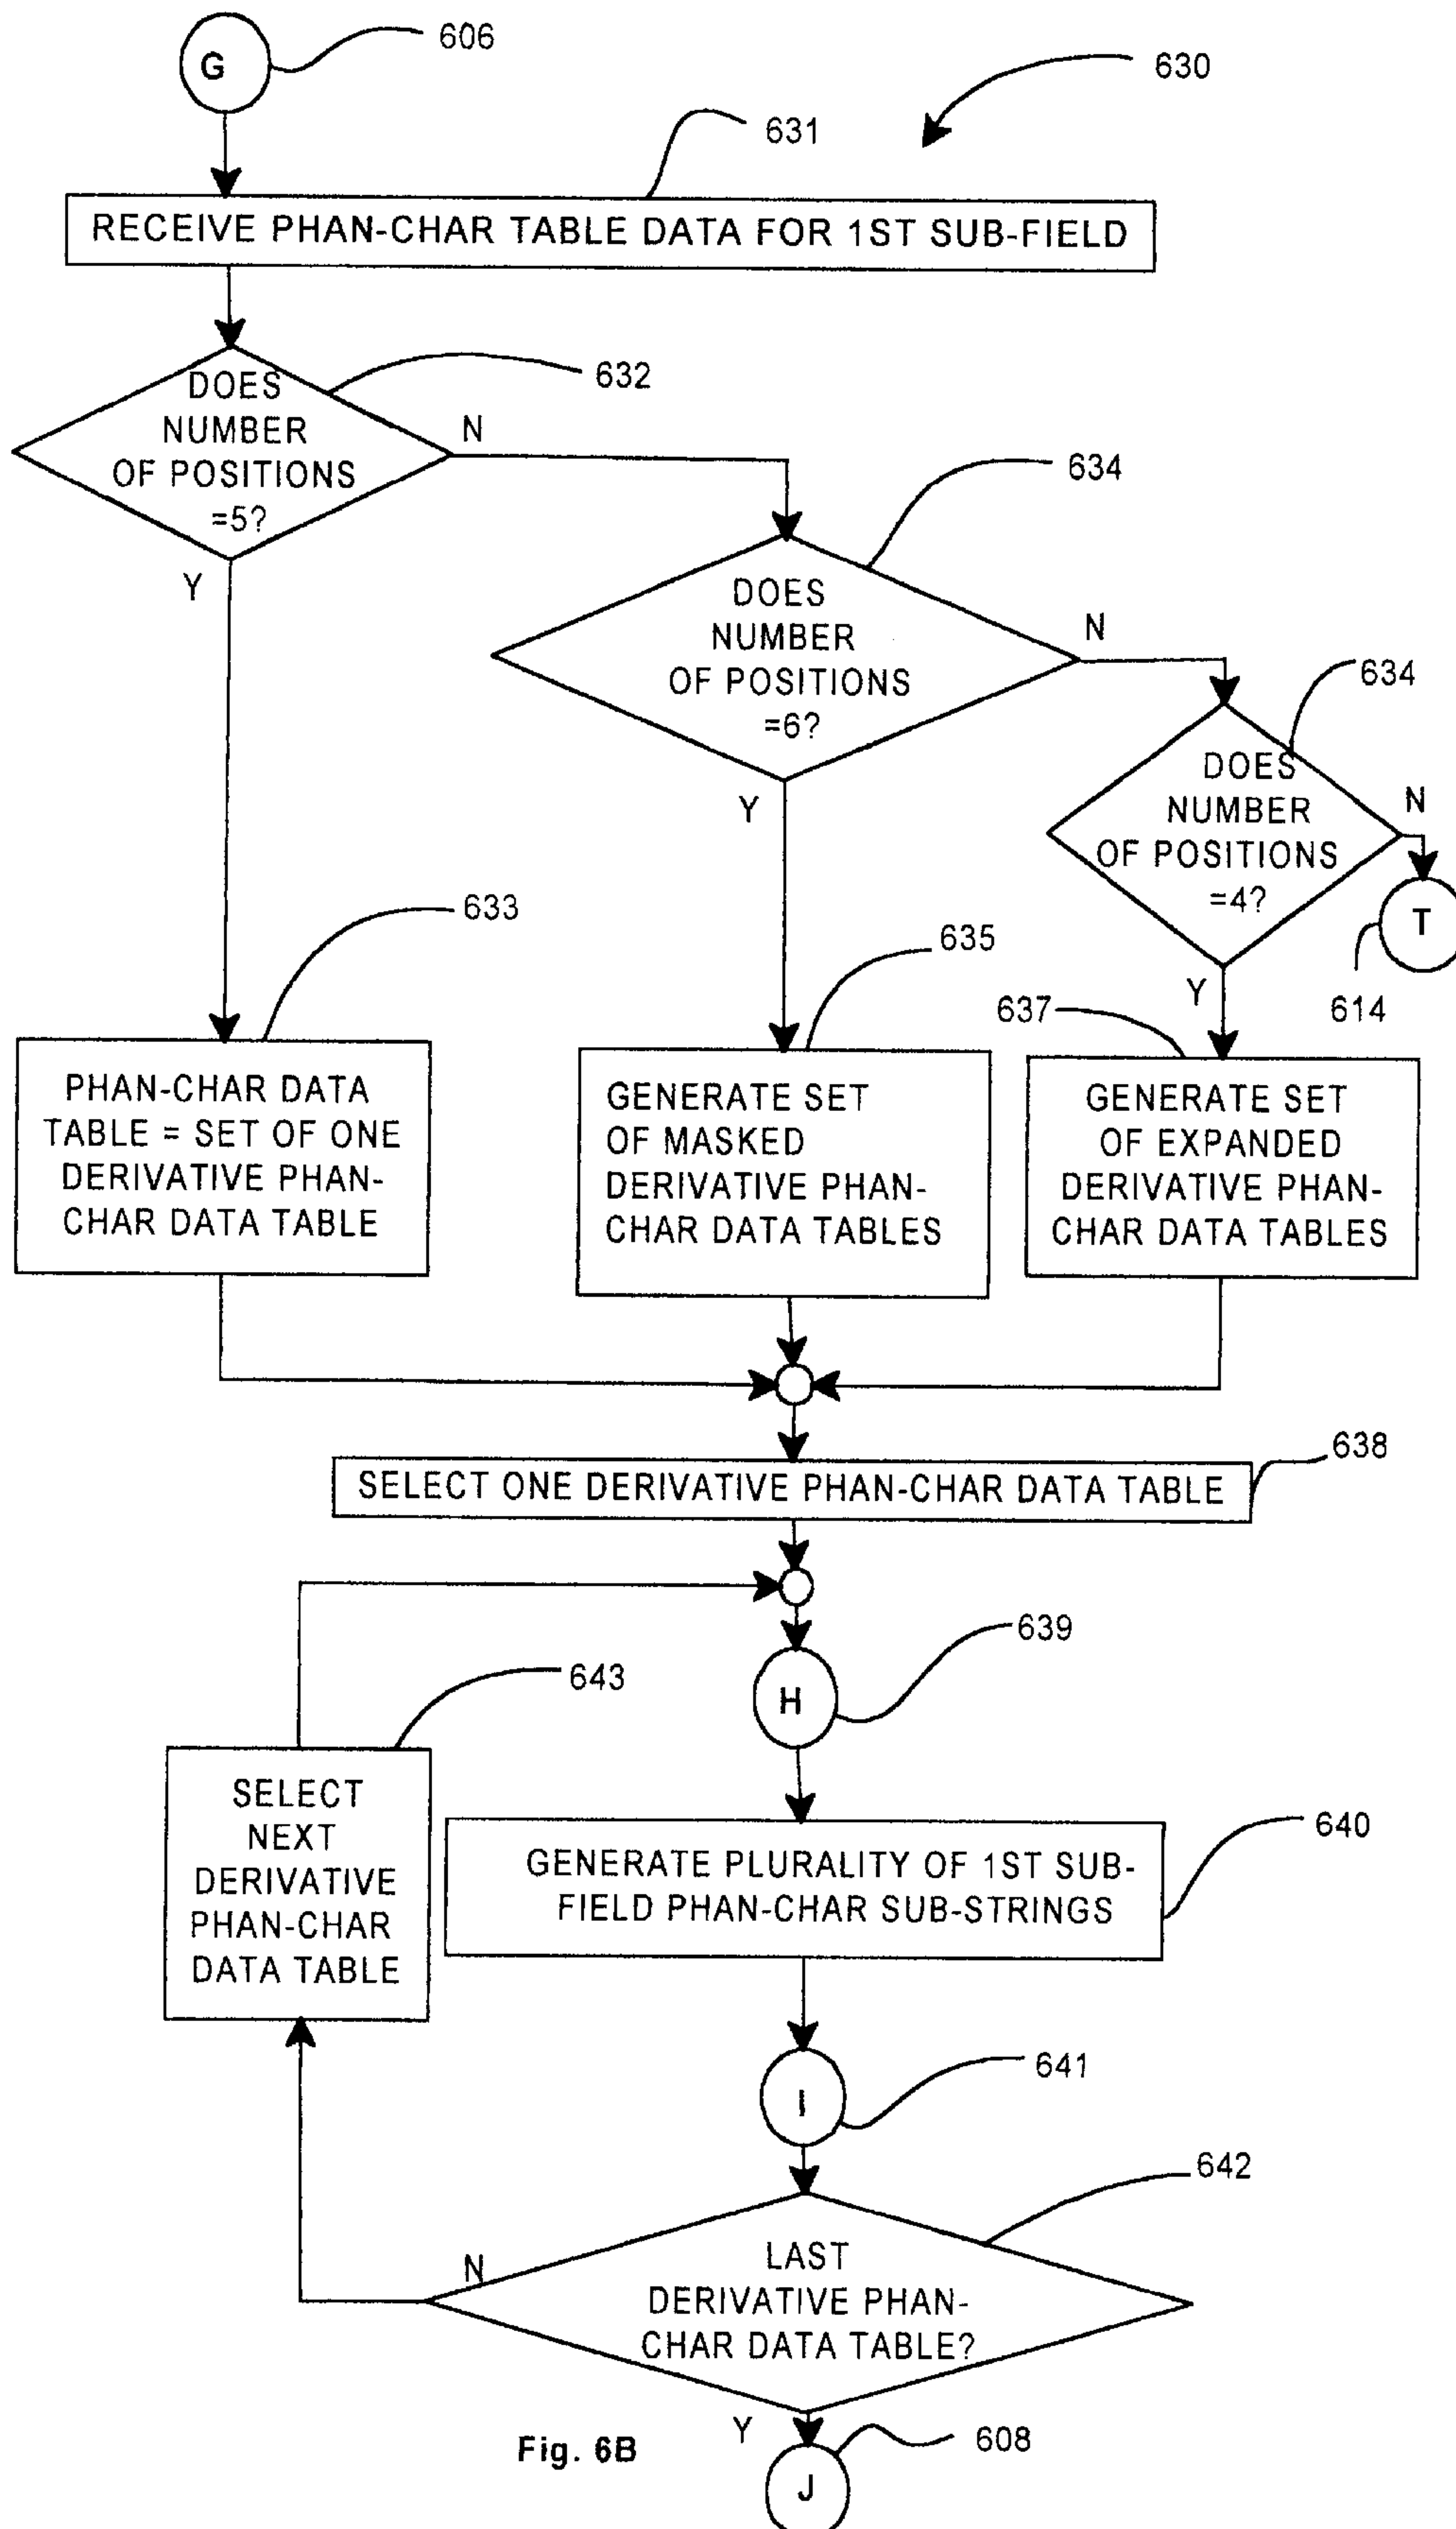 G
606
630
631
RECEIVE PHAN-CHAR TABLE DATA FOR 1ST SUB-FIELD
632
DOES
NUMBER
OF POSITIONS
=5?
N
Y
634
DOES
NUMBER
OF POSITIONS
=6?
N
Y
634
DOES
NUMBER
OF POSITIONS
=4?
N
Y
T
614
633
PHAN-CHAR DATA
TABLE = SET OF ONE
DERIVATIVE PHAN-
CHAR DATA TABLE
635
GENERATE SET
OF MASKED
DERIVATIVE PHAN-
CHAR DATA TABLES
637
GENERATE SET
OF EXPANDED
DERIVATIVE PHAN-
CHAR DATA TABLES
638
SELECT ONE DERIVATIVE PHAN-CHAR DATA TABLE
639
H
643
SELECT
NEXT
DERIVATIVE
PHAN-CHAR
DATA TABLE
640
GENERATE PLURALITY OF 1ST SUB-
FIELD PHAN-CHAR SUB-STRINGS
641
I
642
LAST
DERIVATIVE PHAN-
CHAR DATA TABLE?
N
Y
608
J
Fig. 6B